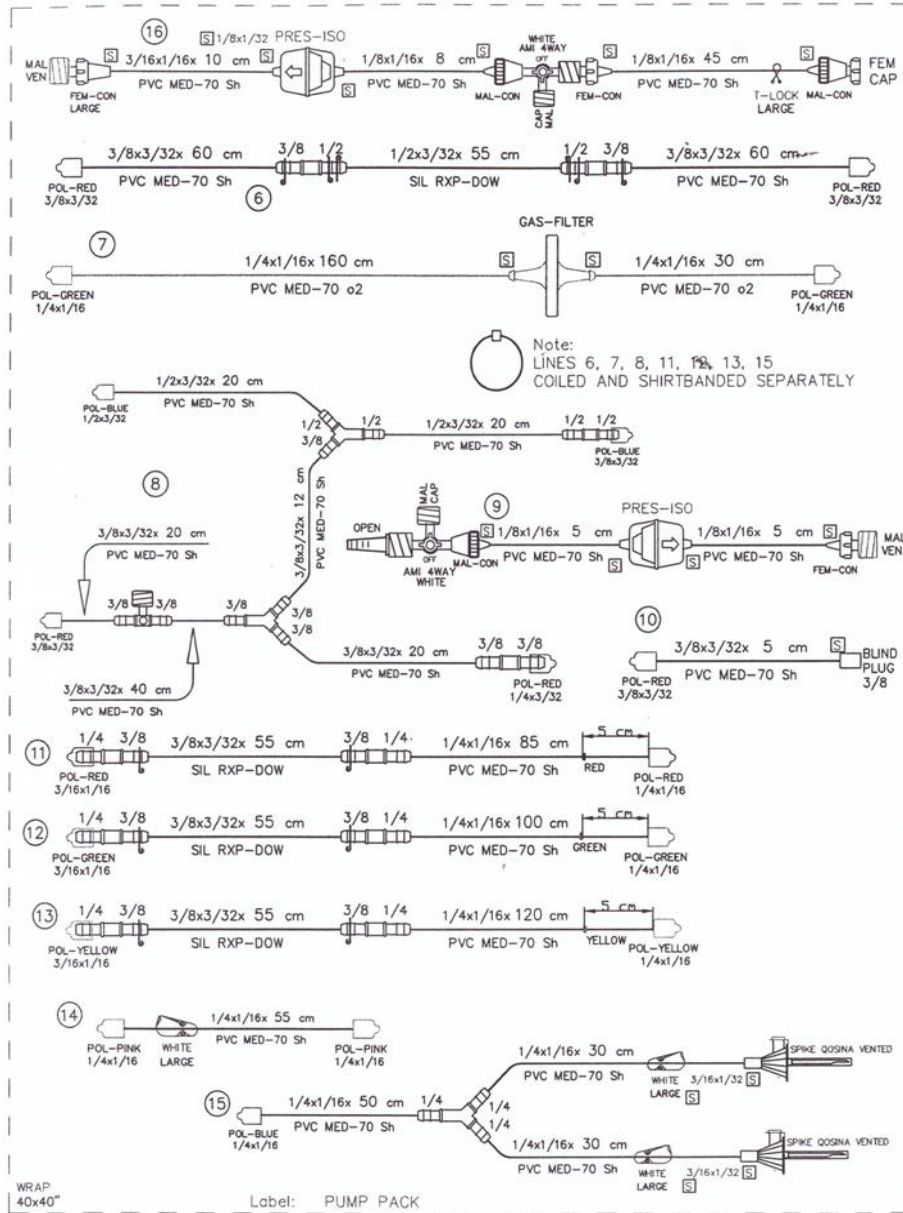 16
S 1/8x1/32 PRES-ISO
S
S
S
S
S
MAL VEN
3/16x1/16x 10 cm
PVC MED-70 Sh
FEM-CON LARGE
1/8x1/16x 8 cm
PVC MED-70 Sh
MAL-CON
WHITE
AMI 4WAY
OFF
CAP MAL
FEM-CON
1/8x1/16x 45 cm
PVC MED-70 Sh
T-LOCK LARGE
MAL-CON
FEM CAP
3/8x3/32x 60 cm
PVC MED-70 Sh
POL-RED
3/8x3/32
3/8 1/2
6
1/2x3/32x 55 cm
SIL RXP-DOW
1/2 3/8
3/8x3/32x 60 cm
PVC MED-70 Sh
POL-RED
3/8x3/32
7
GAS-FILTER
1/4x1/16x 160 cm
PVC MED-70 o2
S
S
1/4x1/16x 30 cm
PVC MED-70 o2
POL-GREEN
1/4x1/16
POL-GREEN
1/4x1/16
Note:
LINES 6, 7, 8, 11, 12, 13, 15
COILED AND SHIRTBANDED SEPARATELY
1/2x3/32x 20 cm
PVC MED-70 Sh
POL-BLUE
1/2x3/32
1/2
3/8
1/2
1/2x3/32x 20 cm
PVC MED-70 Sh
1/2 1/2
POL-BLUE
3/8x3/32
8
3/8x3/32x 12 cm
PVC MED-70 Sh
3/8x3/32x 20 cm
PVC MED-70 Sh
3/8 3/8
3/8
3/8
3/8
POL-RED
3/8x3/32
3/8x3/32x 40 cm
PVC MED-70 Sh
3/8x3/32x 20 cm
PVC MED-70 Sh
3/8 3/8
POL-RED
1/4x3/32
9
OPEN
MAL CAP
OFF
AMI 4WAY
WHITE
MAL-CON
S
1/8x1/16x 5 cm
PVC MED-70 Sh
PRES-ISO
S
S
1/8x1/16x 5 cm
PVC MED-70 Sh
S
FEM-CON
MAL VEN
10
3/8x3/32x 5 cm
PVC MED-70 Sh
POL-RED
3/8x3/32
S
BLIND PLUG 3/8
11
1/4 3/8
3/8x3/32x 55 cm
SIL RXP-DOW
3/8 1/4
1/4x1/16x 85 cm
PVC MED-70 Sh
5 cm
RED
POL-RED
3/16x1/16
POL-RED
1/4x1/16
12
1/4 3/8
3/8x3/32x 55 cm
SIL RXP-DOW
3/8 1/4
1/4x1/16x 100 cm
PVC MED-70 Sh
5 cm
GREEN
POL-GREEN
3/16x1/16
POL-GREEN
1/4x1/16
13
1/4 3/8
3/8x3/32x 55 cm
SIL RXP-DOW
3/8 1/4
1/4x1/16x 120 cm
PVC MED-70 Sh
5 cm
YELLOW
POL-YELLOW
3/16x1/16
POL-YELLOW
1/4x1/16
14
1/4x1/16x 55 cm
PVC MED-70 Sh
POL-PINK
1/4x1/16
WHITE LARGE
POL-PINK
1/4x1/16
15
1/4x1/16x 50 cm
PVC MED-70 Sh
POL-BLUE
1/4x1/16
1/4
1/4
1/4
1/4x1/16x 30 cm
PVC MED-70 Sh
WHITE LARGE
S
3/16x1/32 S
SPIKE QOSINA VENTED
1/4x1/16x 30 cm
PVC MED-70 Sh
WHITE LARGE
S
3/16x1/32 S
SPIKE QOSINA VENTED
WRAP
40x40"
Label: PUMP PACK